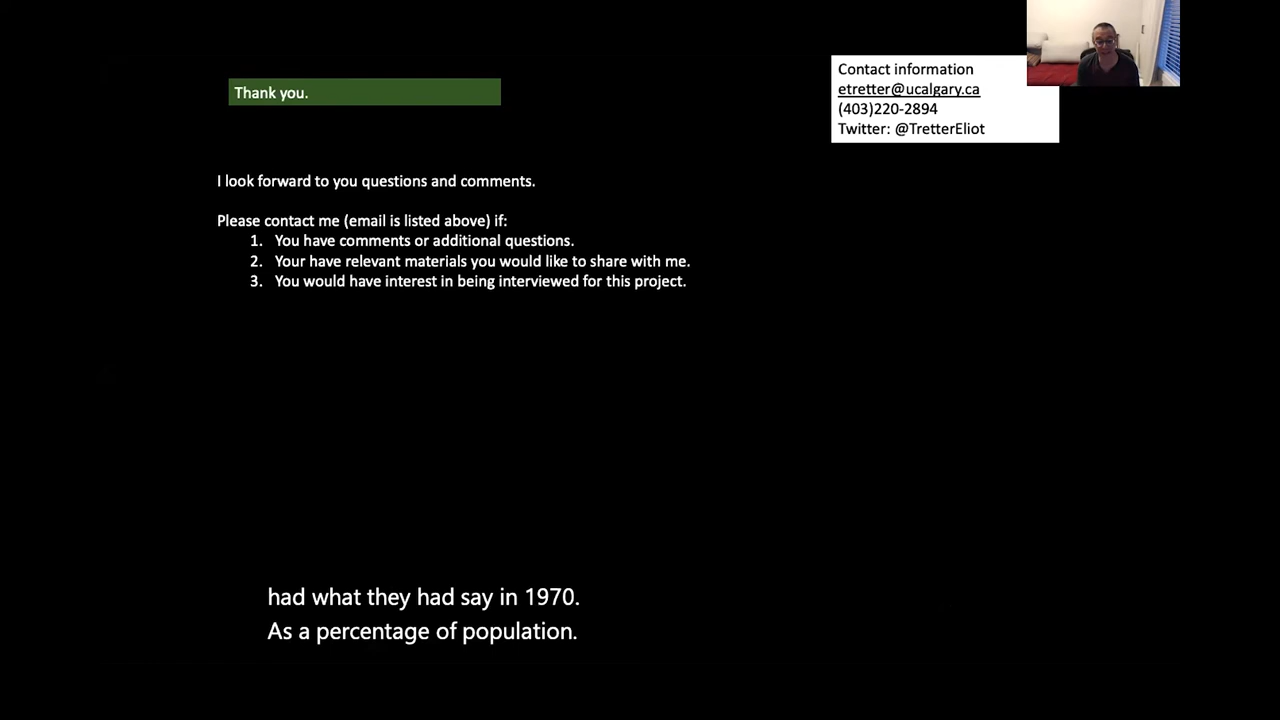 Thank you.
Contact information
etretter@ucalgary.ca
(403)220-2894
Twitter: @TretterEliot
I look forward to you questions and comments.
Please contact me (email is listed above) if:
1. You have comments or additional questions.
2. Your have relevant materials you would like to share with me.
3. You would have interest in being interviewed for this project.
had what they had say in 1970.
As a percentage of population.